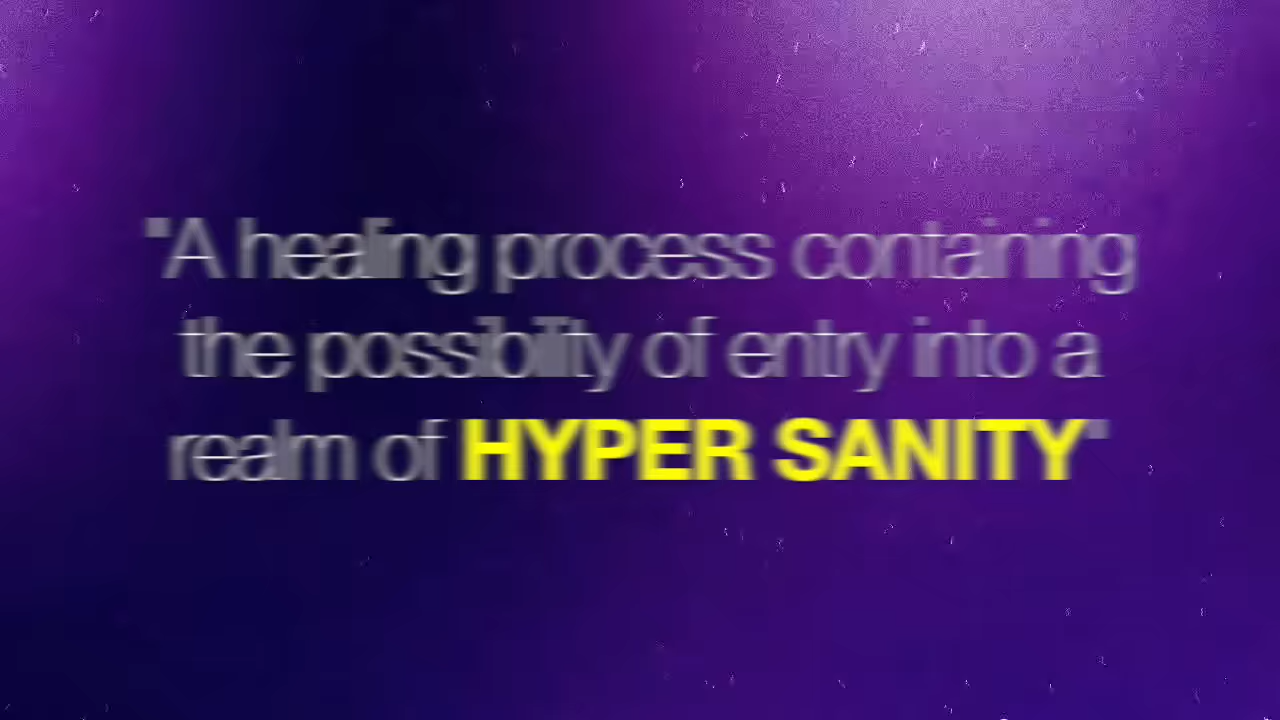 "A healing process containing
the possibility of entry into a
realm of HYPER SANITY"